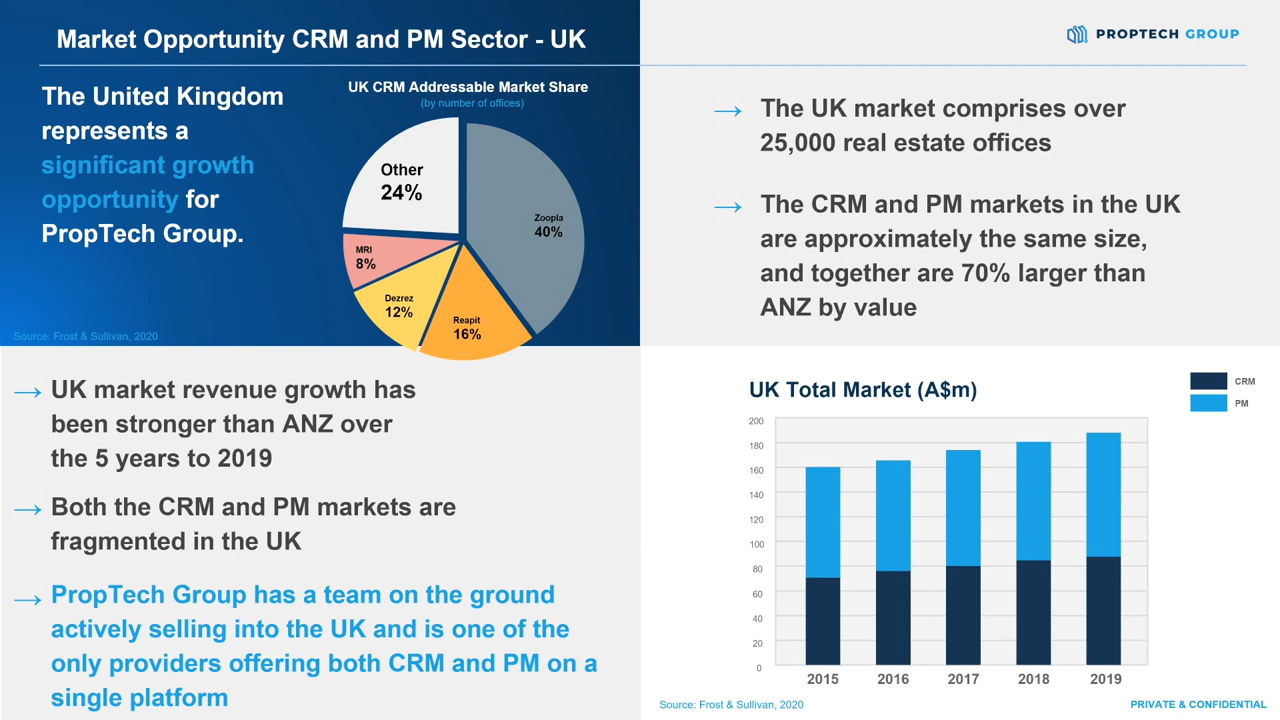 Market Opportunity CRM and PM Sector - UK
PROPTECH GROUP
The United Kingdom
represents a
significant growth
opportunity for
PropTech Group.
Source: Frost & Sullivan, 2020
UK CRM Addressable Market Share
(by number of offices)
Other
24%
Zoopla
40%
MRI
8%
Dezrez
12%
Reapit
16%
→ The UK market comprises over
25,000 real estate offices
→ The CRM and PM markets in the UK
are approximately the same size,
and together are 70% larger than
ANZ by value
→ UK market revenue growth has
been stronger than ANZ over
the 5 years to 2019
→ Both the CRM and PM markets are
fragmented in the UK
→ PropTech Group has a team on the ground
actively selling into the UK and is one of the
only providers offering both CRM and PM on a
single platform
UK Total Market (A$m)
CRM
PM
200
180
160
140
120
100
80
60
40
20
0
2015 2016 2017 2018 2019
Source: Frost & Sullivan, 2020
PRIVATE & CONFIDENTIAL